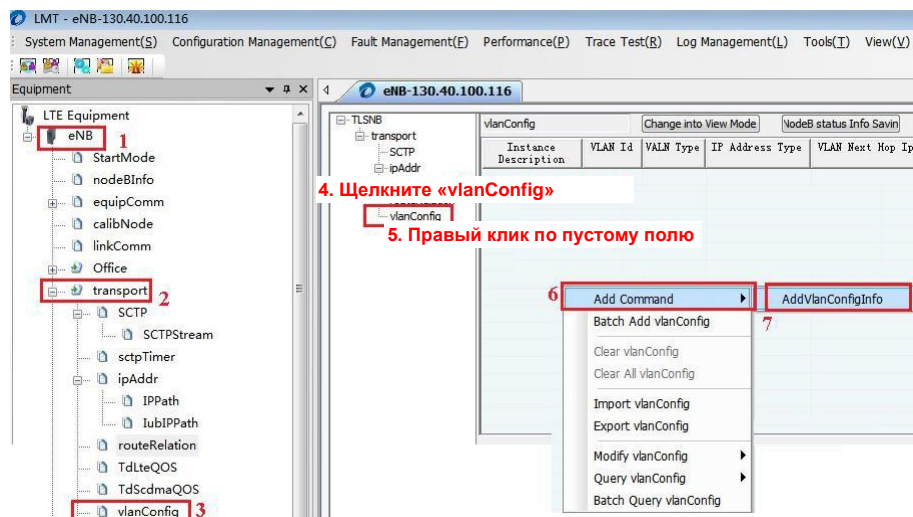 LMT - eNB-130.40.100.116
System Management(S) Configuration Management(C) Fault Management(F) Performance(P) Trace Test(R) Log Management(L) Tools(T) View(V)
Equipment
eNB-130.40.100.116
LTE Equipment
eNB 1
StartMode
nodeBInfo
equipComm
calibNode
linkComm
Office
transport 2
SCTP
SCTPStream
sctpTimer
ipAddr
IPPath
IubIPPath
routeRelation
TdLteQOS
TdScdmaQOS
vlanConfig 3
TLSNB
transport
SCTP
ipAddr
4. Щелкните «vlanConfig»
vlanConfig
5. Правый клик по пустому полю
vlanConfig Change into View Mode NodeB status Info Savin
Instance Description VLAN Id VALN Type IP Address Type VLAN Next Hop Ip
6 Add Command AddVlanConfigInfo
7
Batch Add vlanConfig
Clear vlanConfig
Clear All vlanConfig
Import vlanConfig
Export vlanConfig
Modify vlanConfig
Query vlanConfig
Batch Query vlanConfig